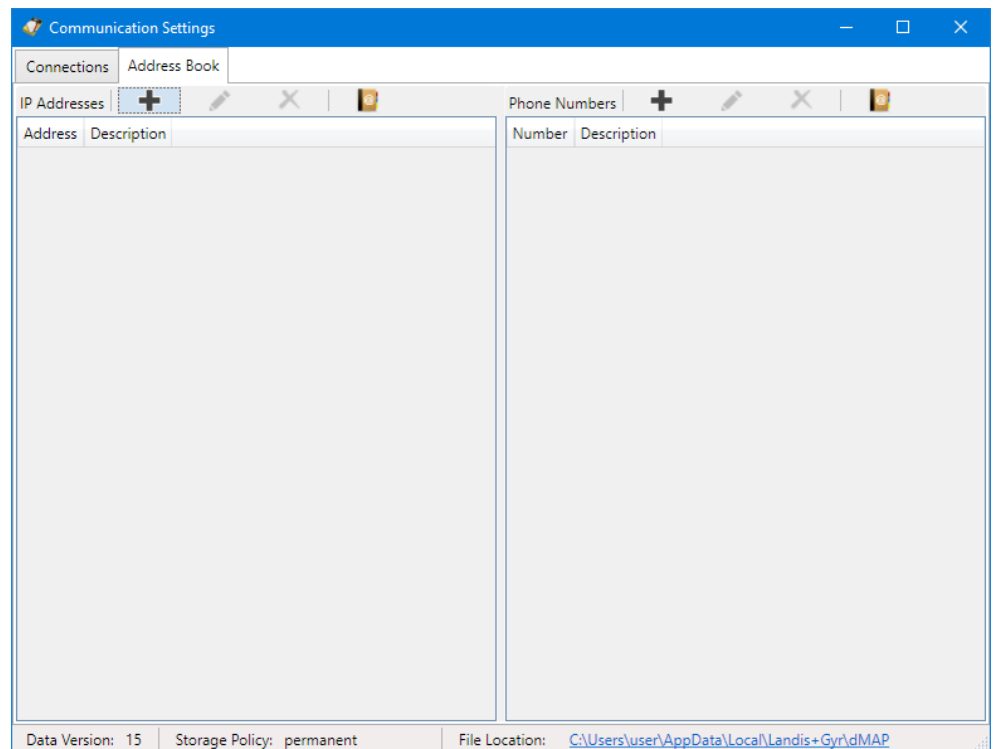 Communication Settings
Connections Address Book
IP Addresses
Phone Numbers
Address Description
Number Description
Data Version: 15 Storage Policy: permanent File Location: C:\Users\user\AppData\Local\Landis+Gyr\dMAP